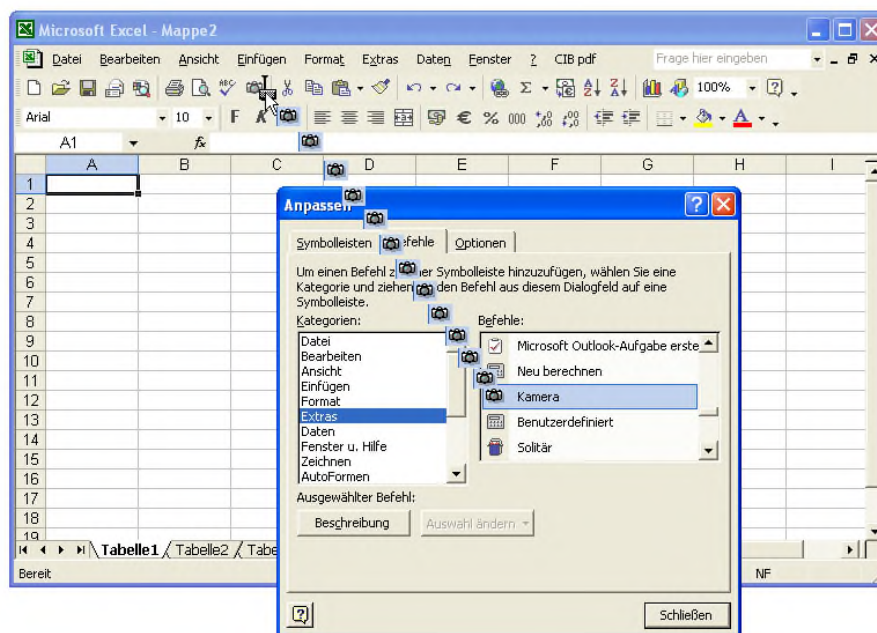 Microsoft Excel - Mappe2
Datei Bearbeiten Ansicht Einfügen Format Extras Daten Fenster ? CIB pdf Frage hier eingeben
100%
Arial 10 F K € % 000
A1 fx
A B C D E F G H I
1
2
3
4
5
6
7
8
9
10
11
12
13
14
15
16
17
18
19
Tabelle1 Tabelle2
Bereit NF
Anpassen
Symbolleisten Optionen
Um einen Befehl Symbolleiste hinzuzufügen, wählen Sie eine
Kategorie und ziehen den Befehl aus diesem Dialogfeld auf eine
Symbolleiste.
Kategorien: Befehle:
Datei
Bearbeiten
Ansicht
Einfügen
Format
Extras
Daten
Fenster u. Hilfe
Zeichnen
AutoFormen
Microsoft Outlook-Aufgabe erste
Neu berechnen
Kamera
Benutzerdefiniert
Solitär
Ausgewählter Befehl:
Beschreibung Auswahl ändern
Schließen